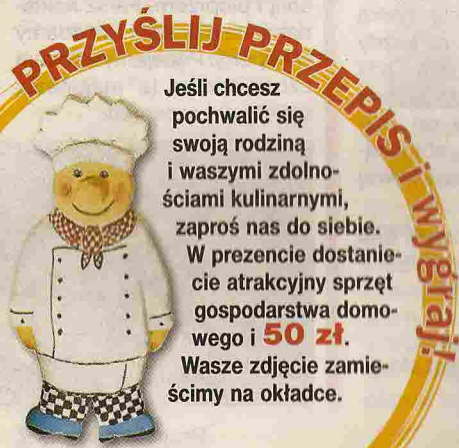 PRZYŚLIJ PRZEPIS i wygraj!
Jeśli chcesz
pochwalić się
swoją rodziną
i waszymi zdolno-
ściami kulinarnymi,
zaproś nas do siebie.
W prezencie dostanie-
cie atrakcyjny sprzęt
gospodarstwa domo-
wego i 50 zł.
Wasze zdjęcie zamie-
ścimy na okładce.